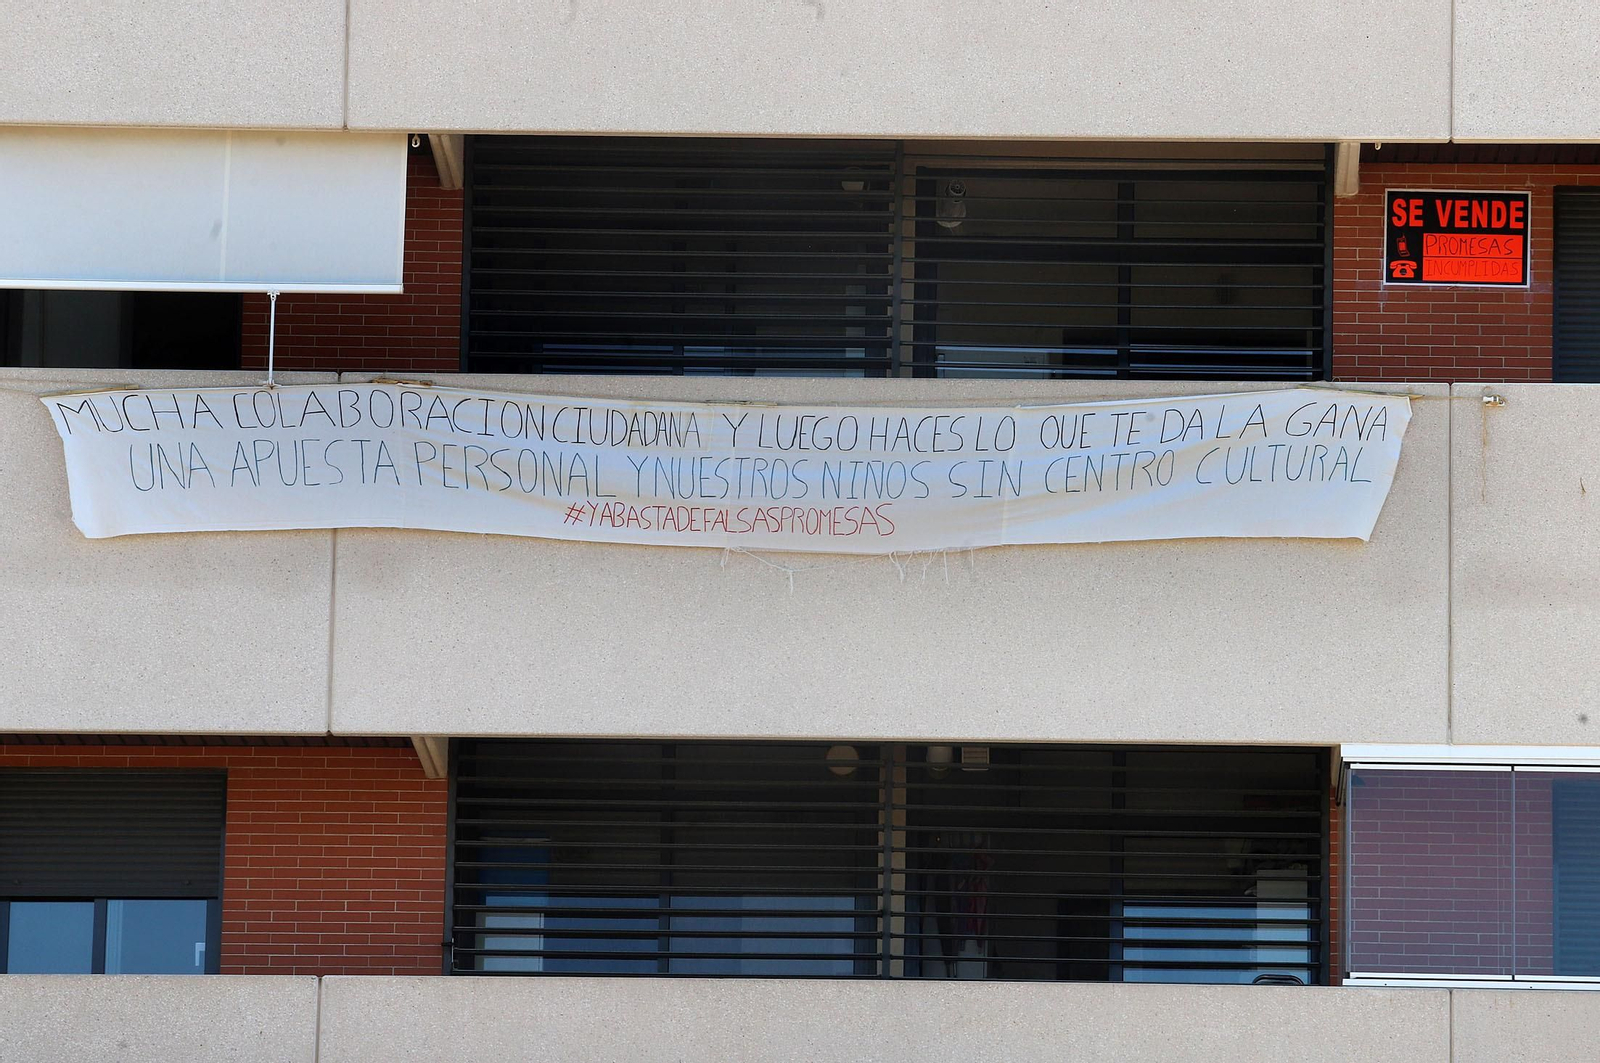 SE VENDE
PROMESAS
INCUMPLIDAS
MUCHA COLABORACION CIUDADANA Y LUEGO HACES LO QUE TE DA LA GANA
UNA APUESTA PERSONAL Y NUESTROS NIÑOS SIN CENTRO CULTURAL
#YABASTADEFALSASPROMESAS